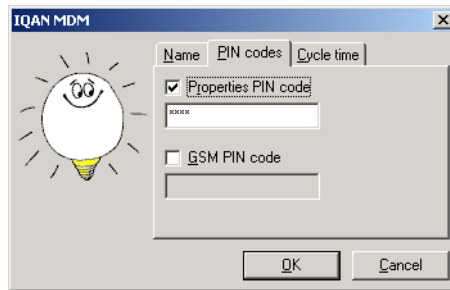 IQAN MDM
Name PIN codes Cycle time
Properties PIN code
****
GSM PIN code
OK Cancel